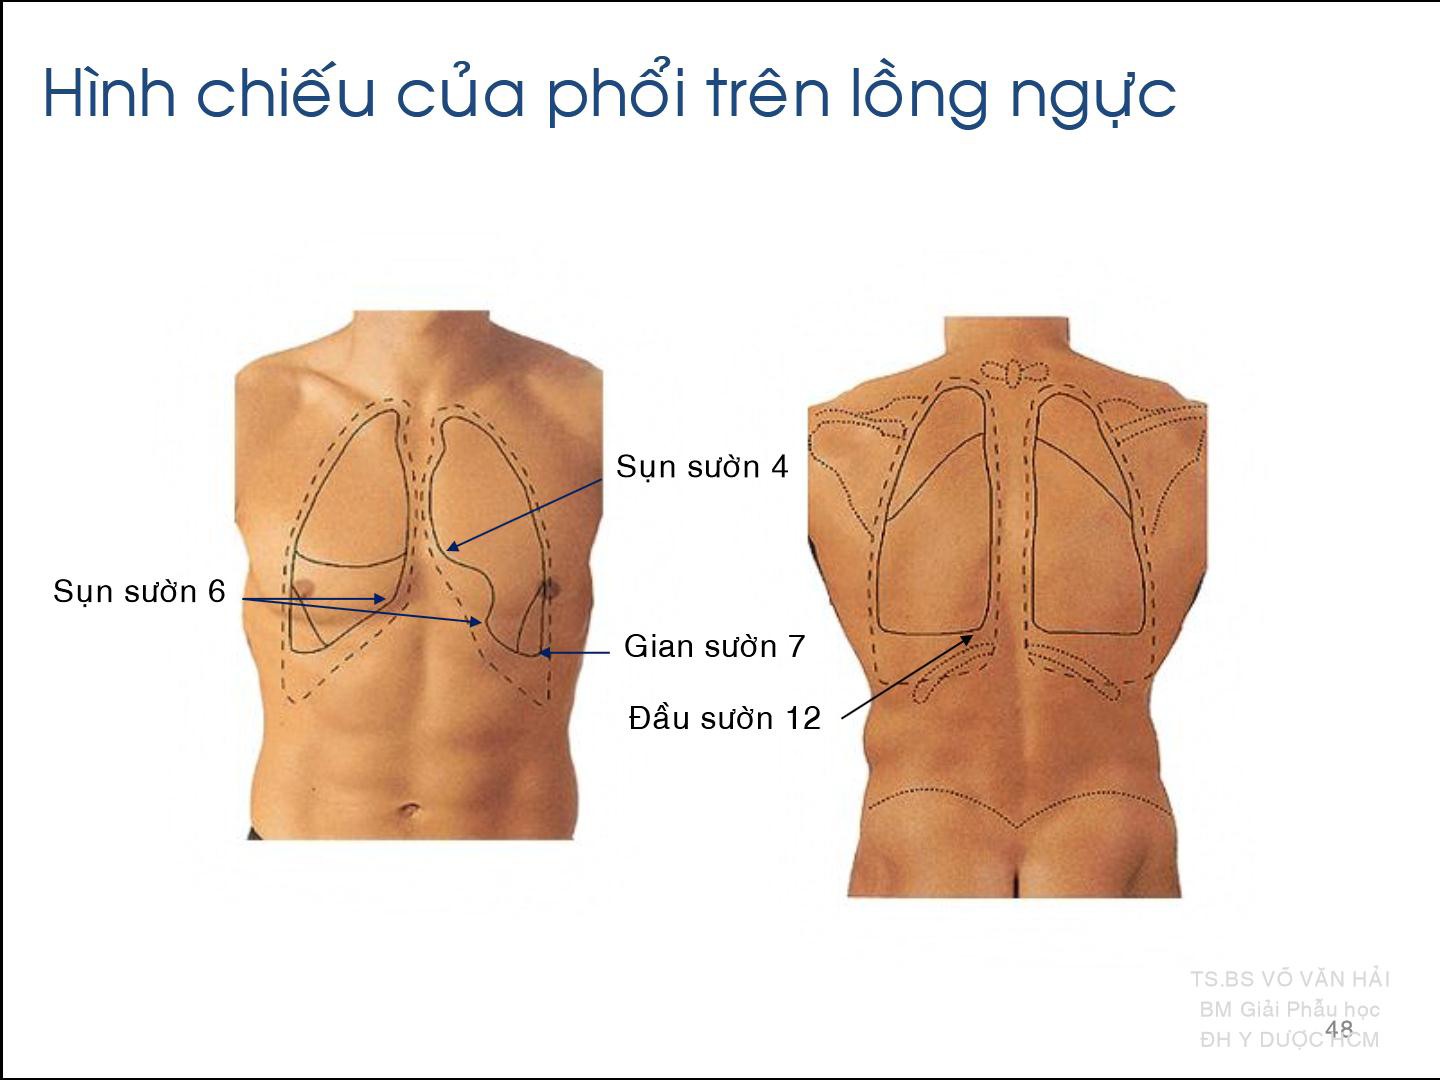 Hình chiếu của phổi trên lồng ngực
Sụn sườn 4
Sụn sườn 6
Gian sườn 7
Đầu sườn 12
TS.BS VÕ VĂN HẢI
BM Giải Phẫu học
48
ĐH Y DƯỢC HCM